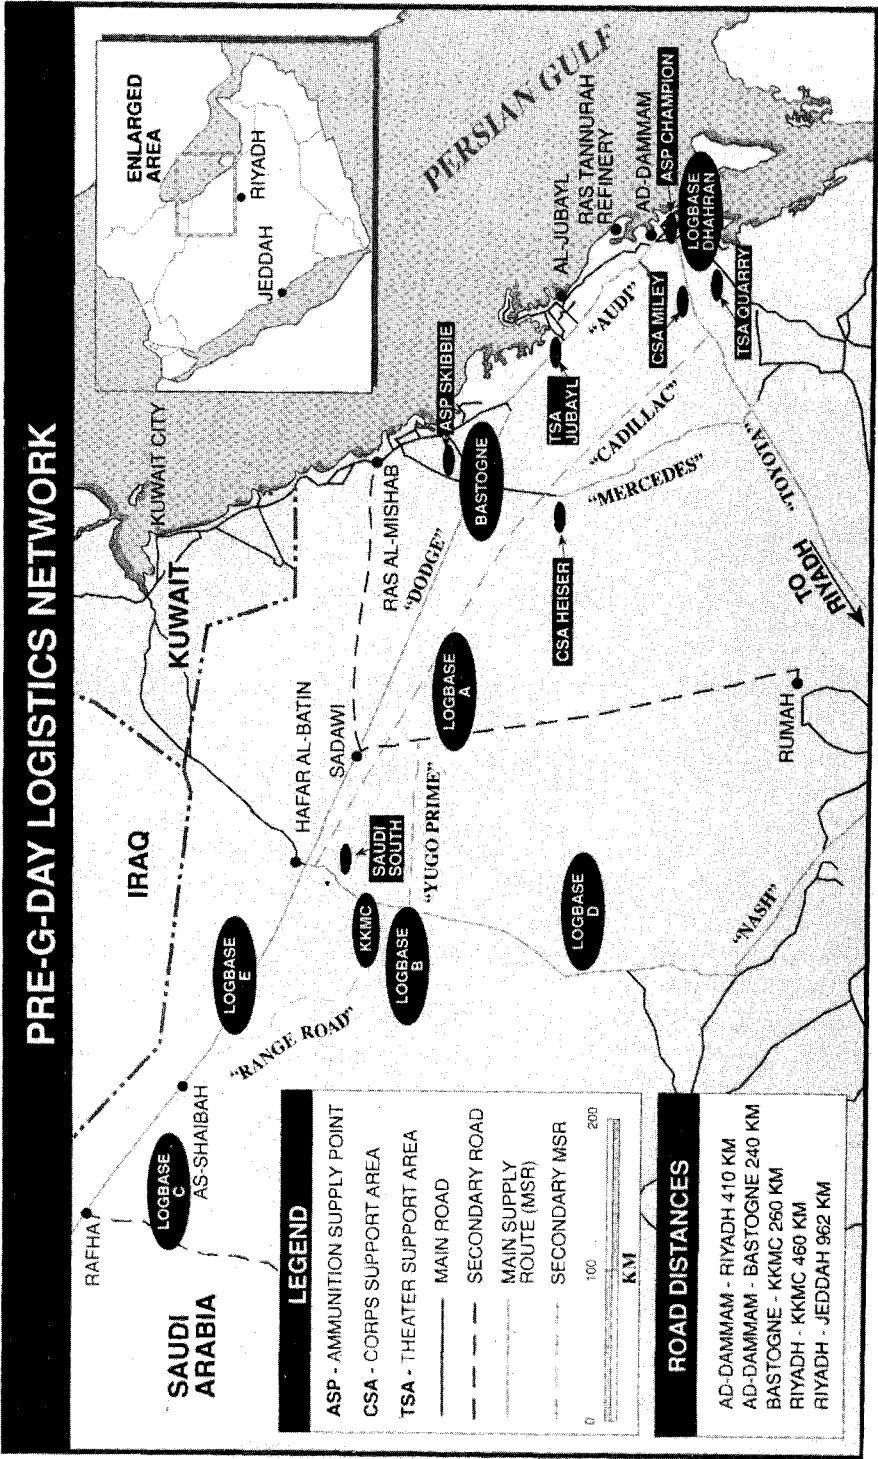 PRE-G-DAY LOGISTICS NETWORK
ENLARGED
AREA
RIYADH
JEDDAH
PERSIAN GULF
KUWAIT CITY
KUWAIT
IRAQ
SAUDI
ARABIA
RAFHA
LOGBASE
C
AS-SHAIBAH
LOGBASE
E
"RANGE ROAD"
HAFAR AL-BATIN
SADAWI
SAUDI
SOUTH
KKMC
LOGBASE
B
"YUGO PRIME"
LOGBASE
A
"DODGE"
RAS AL-MISHAB
ASP SKIBBIE
BASTOGNE
CSA HEISER
TSA
JUBAYL
AL-JUBAYL
RAS TANNURAH
REFINERY
AD-DAMMAM
ASP CHAMPION
LOGBASE
DHAHRAN
"AUDI"
CSA MILEY
TSA QUARRY
"CADILLAC"
"MERCEDES"
"TOYOTA"
TO
RIYADH
RUMAH
LOGBASE
D
"NASH"
LEGEND
ASP - AMMUNITION SUPPLY POINT
CSA - CORPS SUPPORT AREA
TSA - THEATER SUPPORT AREA
MAIN ROAD
SECONDARY ROAD
MAIN SUPPLY
ROUTE (MSR)
SECONDARY MSR
0 100 200
KM
ROAD DISTANCES
AD-DAMMAM - RIYADH 410 KM
AD-DAMMAM - BASTOGNE 240 KM
BASTOGNE - KKMC 260 KM
RIYADH - KKMC 460 KM
RIYADH - JEDDAH 962 KM